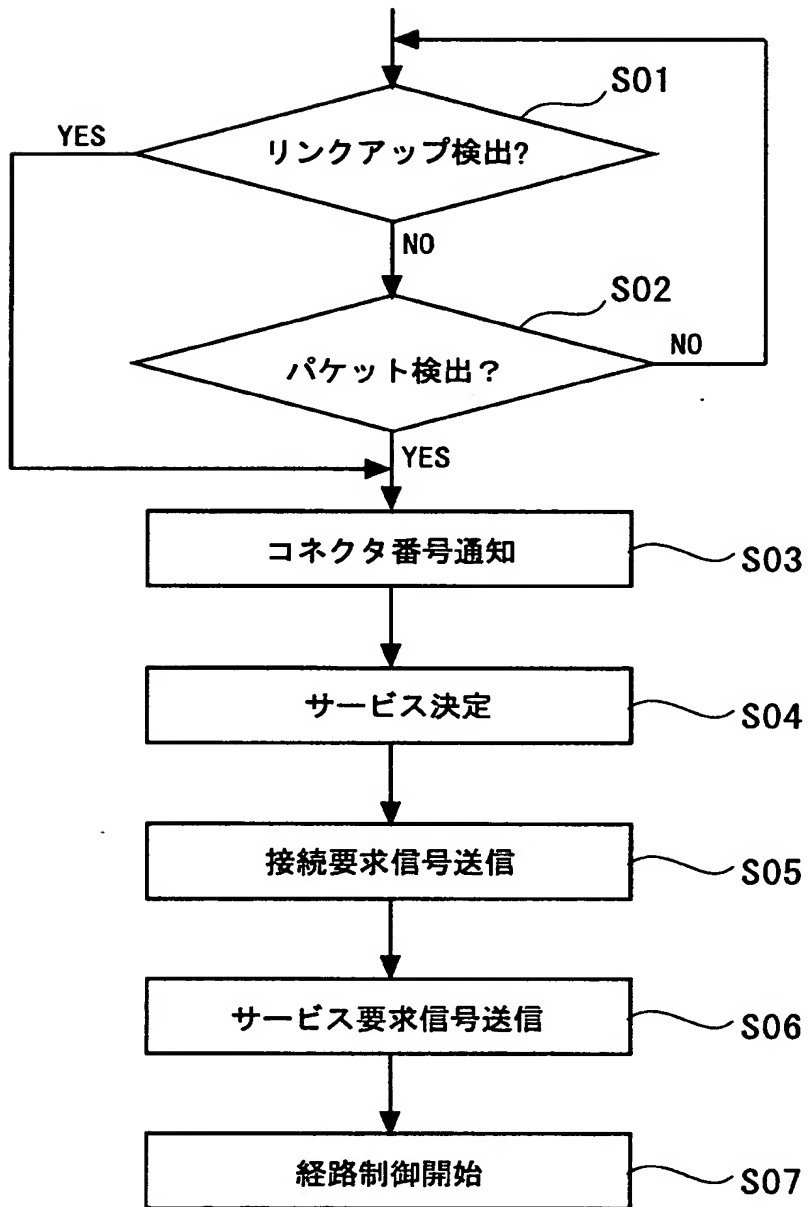 S01
YES
リンクアップ検出?
NO
S02
パケット検出？
NO
YES
コネクタ番号通知
S03
サービス決定
S04
接続要求信号送信
S05
サービス要求信号送信
S06
経路制御開始
S07